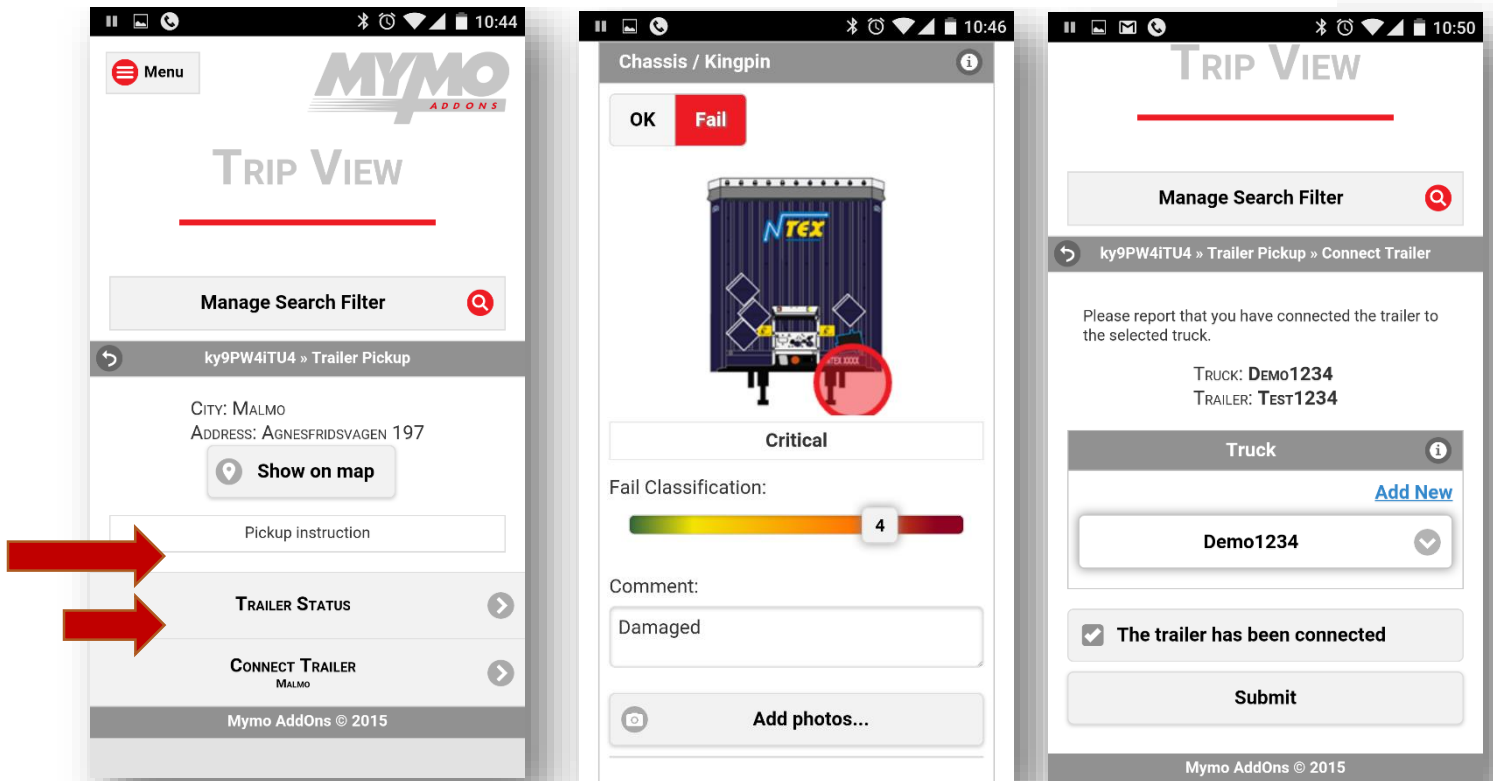 10:44
Menu
MYMO
ADDONS
TRIP VIEW
Manage Search Filter
ky9PW4iTU4 » Trailer Pickup
CITY: MALMO
ADDRESS: AGNESFRIDSVAGEN 197
Show on map
Pickup instruction
TRAILER STATUS
CONNECT TRAILER
MALMO
Mymo AddOns © 2015
10:46
Chassis / Kingpin
OK Fail
NTEX
NTEX XXXX
Critical
Fail Classification:
4
Comment:
Damaged
Add photos...
10:50
TRIP VIEW
Manage Search Filter
ky9PW4iTU4 » Trailer Pickup » Connect Trailer
Please report that you have connected the trailer to
the selected truck.
TRUCK: DEMO1234
TRAILER: TEST1234
Truck
Add New
Demo1234
The trailer has been connected
Submit
Mymo AddOns © 2015